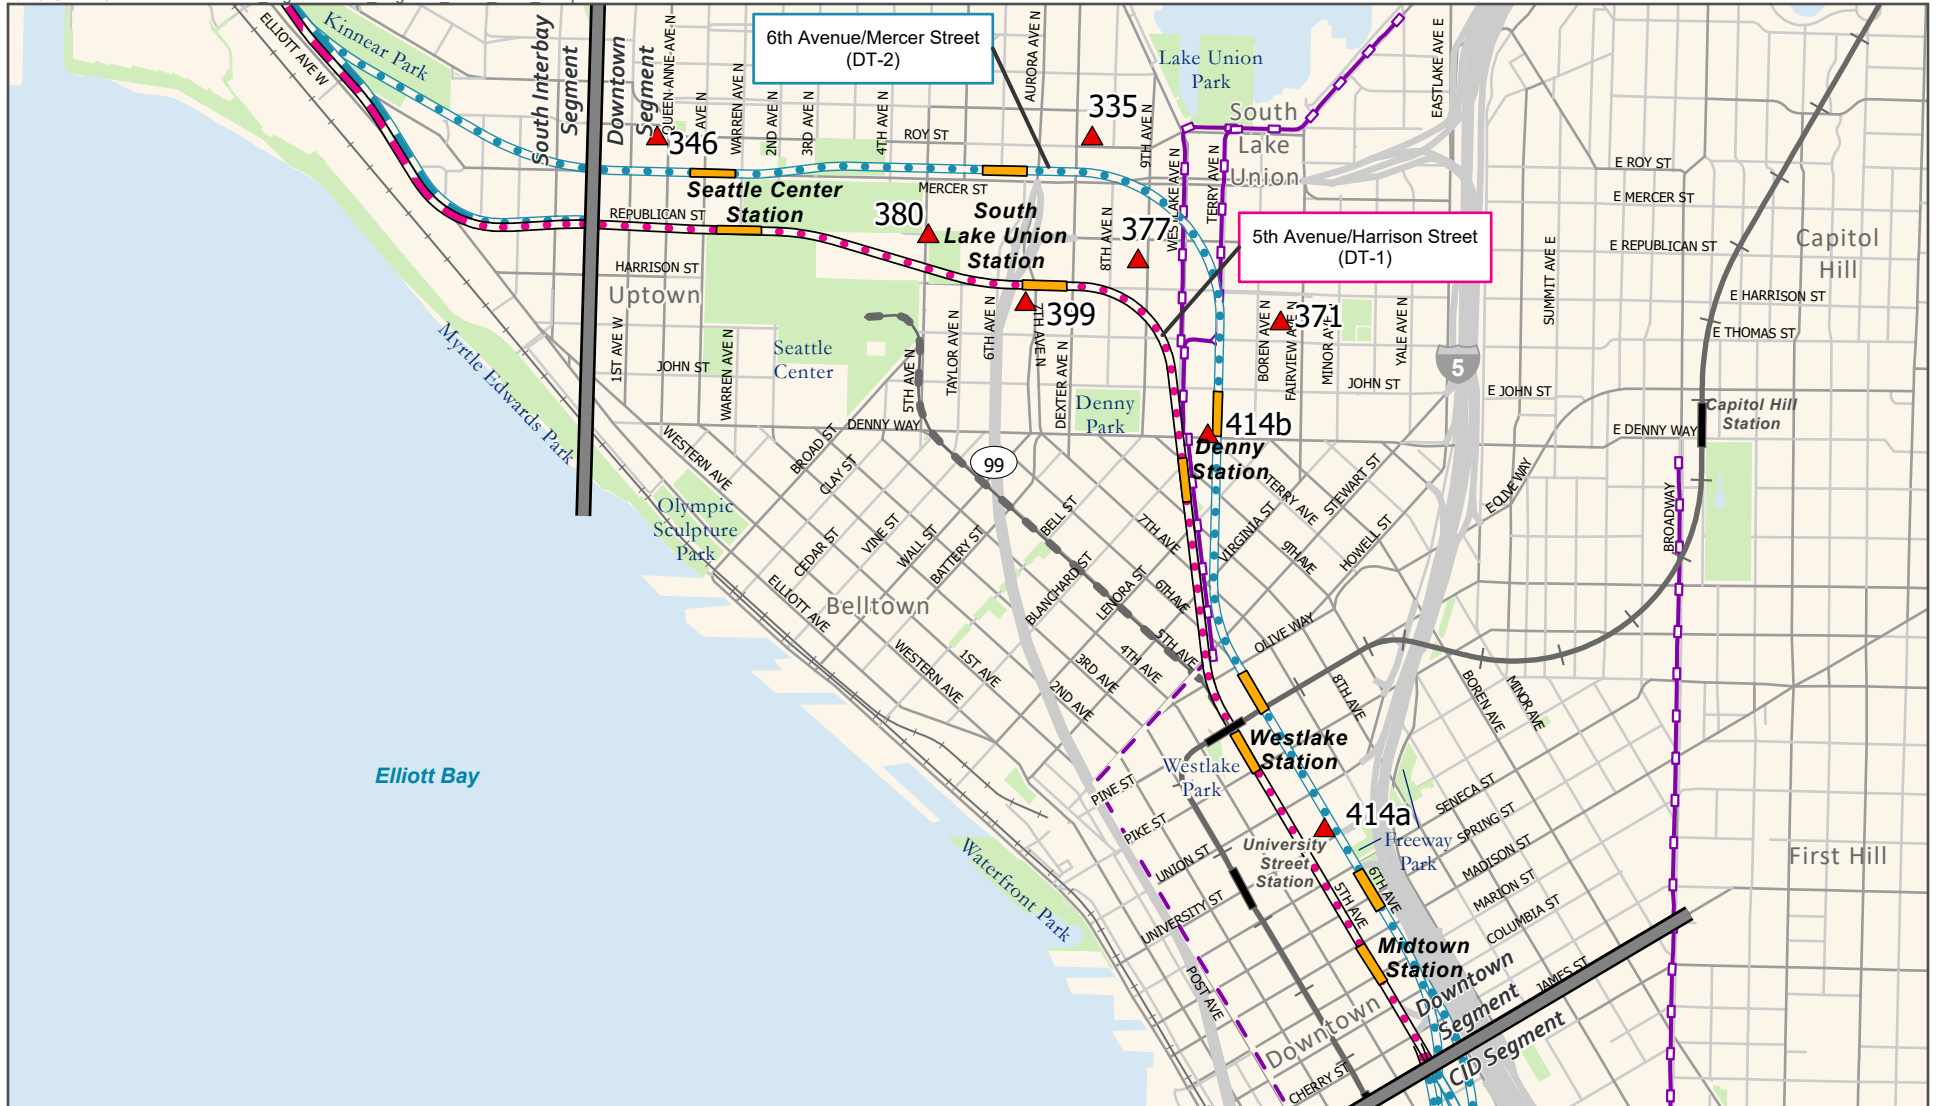 ELLIOTT AVE W
Kinnear Park
South Interbay
Segment
Downtown
Segment
QUEEN ANNE AVE N
346
AVE N
WARREN AVE N
2ND AVE N
3RD AVE N
4TH AVE N
6th Avenue/Mercer Street
(DT-2)
ROY ST
AURORA AVE N
335
9TH AVE N
Lake Union
Park
South
Lake
Union
EASTLAKE AVE E
E ROY ST
E MERCER ST
E REPUBLICAN ST
Capitol
Hill
E HARRISON ST
E THOMAS ST
MERCER ST
Seattle Center
Station
REPUBLICAN ST
380
South
Lake Union
Station
8TH AVE N
377
WESTLAKE AVE N
TERRY AVE N
5th Avenue/Harrison Street
(DT-1)
SUMMIT AVE E
HARRISON ST
Uptown
399
6TH AVE N
7TH AVE N
BOREN AVE N
FAIRVIEW AVE N
371
MINOR AVE N
YALE AVE N
Myrtle Edwards Park
1ST AVE W
JOHN ST
WARREN AVE N
Seattle
Center
5TH AVE N
TAYLOR AVE N
DEXTER AVE N
JOHN ST
5
E JOHN ST
Capitol Hill
Station
E DENNY WAY
Denny
Park
DENNY WAY
414b
Denny
Station
99
WESTERN AVE
BROAD ST
CLAY ST
Olympic
Sculpture
Park
CEDAR ST
VINE ST
WALL ST
BATTERY ST
BELL ST
7TH AVE
VIRGINIA ST
TERRY AVE
STEWART ST
9TH AVE
HOWELL ST
E OLIVE WAY
BROADWAY
ELLIOTT AVE
Belltown
BLANCHARD ST
LENORA ST
6TH AVE
5TH AVE
4TH AVE
3RD AVE
2ND AVE
1ST AVE
WESTERN AVE
OLIVE WAY
8TH AVE
BOREN AVE
MINOR AVE
Westlake
Station
Westlake
Park
Elliott Bay
PINE ST
PIKE ST
UNION ST
UNIVERSITY ST
University
Street
Station
414a
Freeway
Park
SENECA ST
SPRING ST
MADISON ST
MARION ST
COLUMBIA ST
First Hill
Waterfront Park
6TH AVE
5TH AVE
Midtown
Station
POST AVE
Downtown
Downtown
Segment
JAMES ST
CID Segment
CHERRY ST